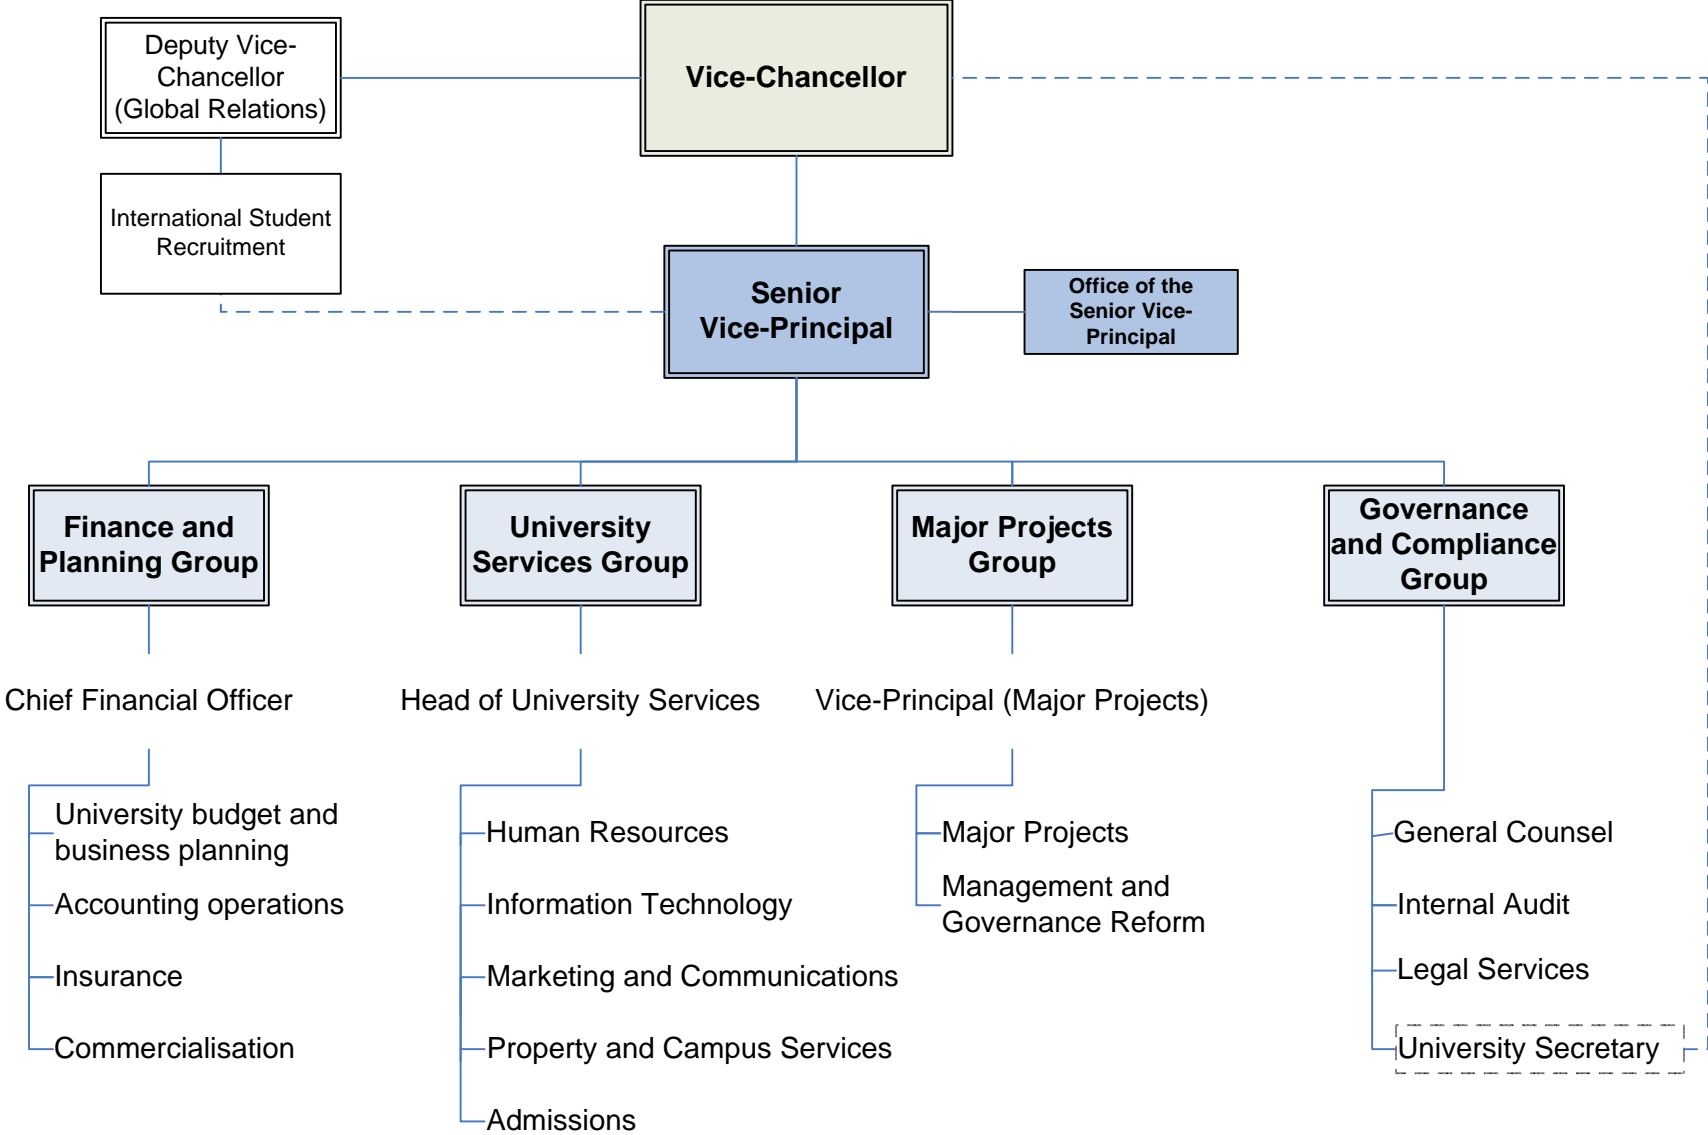 Deputy Vice-
Chancellor
(Global Relations)
Vice-Chancellor
International Student
Recruitment
Senior
Vice-Principal
Office of the
Senior Vice-
Principal
Finance and
Planning Group
University
Services Group
Major Projects
Group
Governance
and Compliance
Group
Chief Financial Officer
Head of University Services
Vice-Principal (Major Projects)
University budget and
business planning
Accounting operations
Insurance
Commercialisation
Human Resources
Information Technology
Marketing and Communications
Property and Campus Services
Admissions
Major Projects
Management and
Governance Reform
General Counsel
Internal Audit
Legal Services
University Secretary